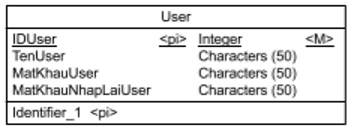 User
IDUser <pi> Integer <M>
TenUser Characters (50)
MatKhauUser Characters (50)
MatKhauNhapLaiUser Characters (50)
Identifier_1 <pi>